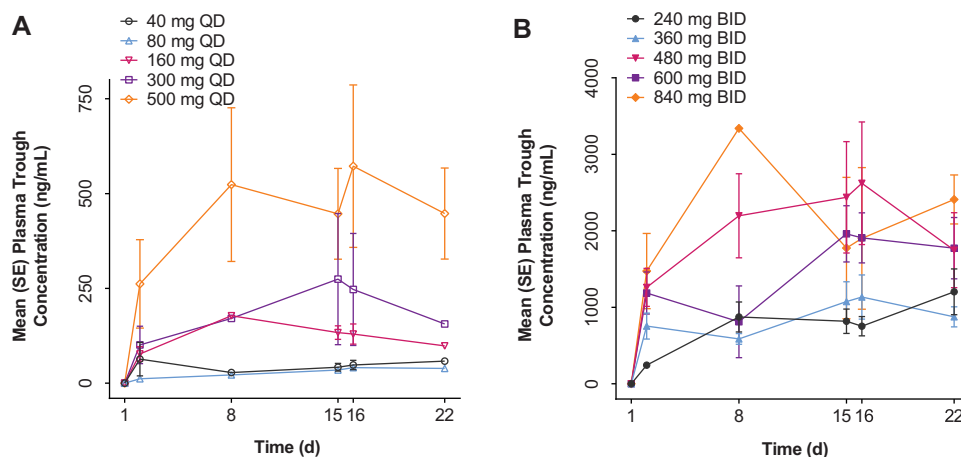 A
40 mg QD
80 mg QD
160 mg QD
300 mg QD
500 mg QD
Mean (SE) Plasma Trough
Concentration (ng/mL)
750
500
250
0
1
8
15
16
22
Time (d)
B
240 mg BID
360 mg BID
480 mg BID
600 mg BID
840 mg BID
Mean (SE) Plasma Trough
Concentration (ng/mL)
4000
3000
2000
1000
0
1
8
15
16
22
Time (d)